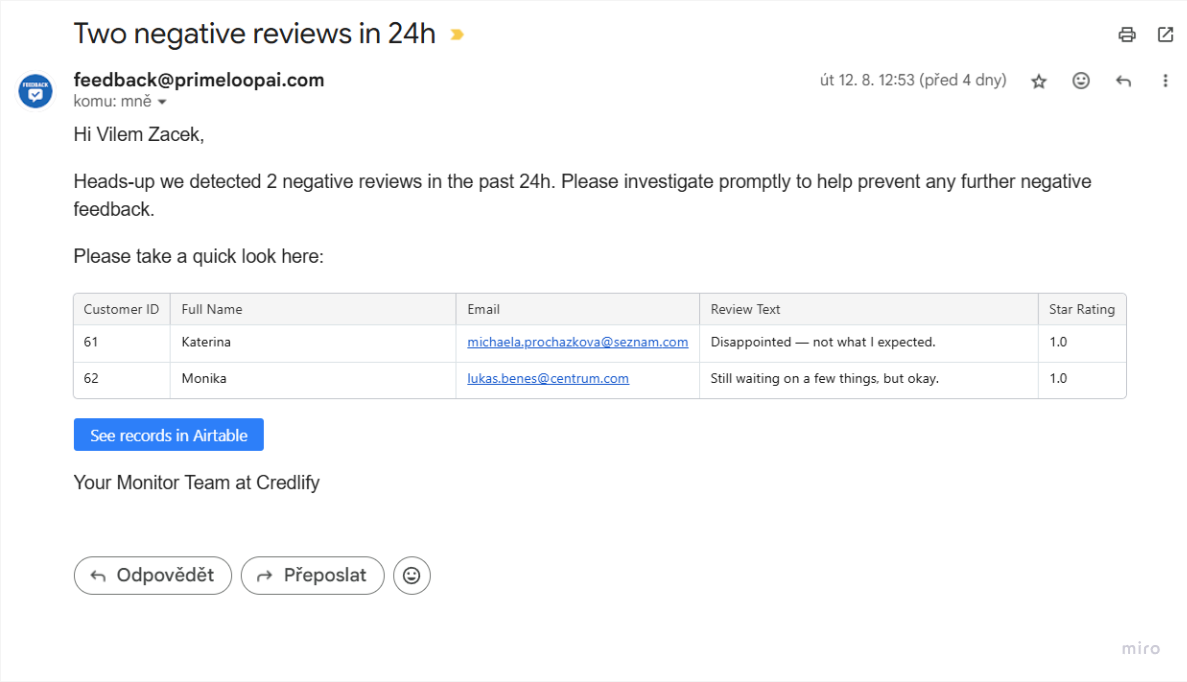 Two negative reviews in 24h
FEEDBACK
feedback@primeloopai.com
út 12. 8. 12:53 (před 4 dny)
komu: mně
Hi Vilem Zacek,
Heads-up we detected 2 negative reviews in the past 24h. Please investigate promptly to help prevent any further negative
feedback.
Please take a quick look here:
Customer ID Full Name Email Review Text Star Rating
61 Katerina michaela.prochazkova@seznam.com Disappointed — not what I expected. 1.0
62 Monika lukas.benes@centrum.com Still waiting on a few things, but okay. 1.0
See records in Airtable
Your Monitor Team at Credlify
Odpovědět Přeposlat
miro